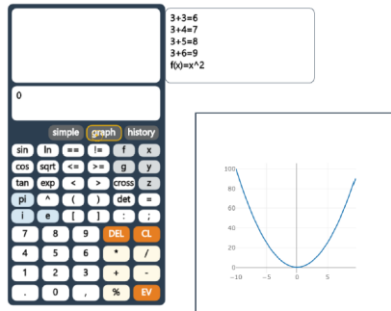 3+3=6
3+4=7
3+5=8
3+6=9
f(x)=x^2
0
simple graph history
sin ln == != f x
cos sqrt <= >= g y
tan exp < > cross z
pi ^ ( ) det =
i e [ ] : ;
7 8 9 DEL CL
4 5 6 * /
1 2 3 + -
. 0 , % EV
100
80
60
40
20
0
−10 −5 0 5